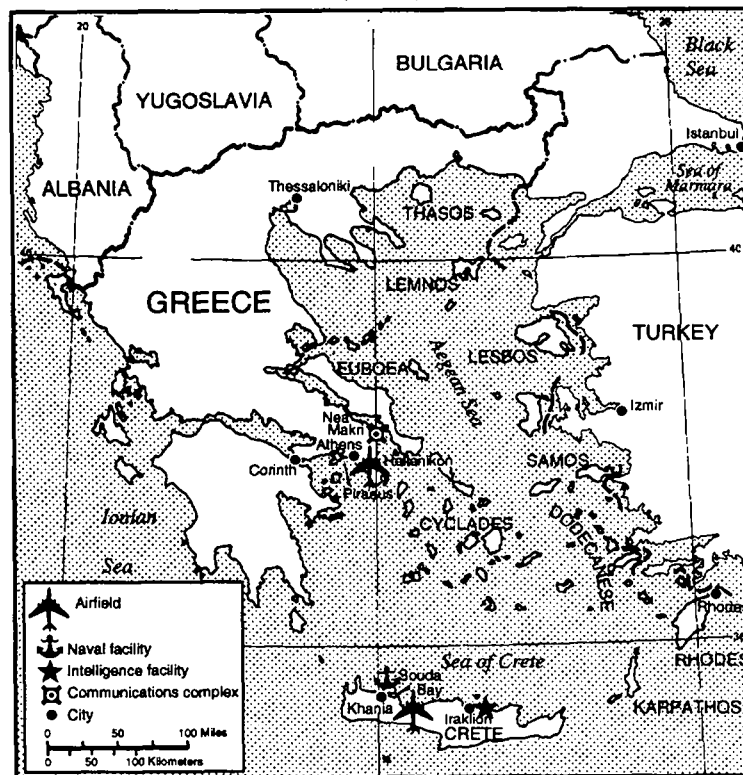 20
Black
Sea
BULGARIA
YUGOSLAVIA
Istanbul
Sea of
Marmara
ALBANIA
Thessaloniki
THASOS
40
LEMNOS
GREECE
TURKEY
Aegean Sea
LESBOS
EUBOEA
Nea
Makri
Izmir
Athens
Hellenikon
Corinth
SAMOS
Piraeus
Ionian
Sea
CYCLADES
DODECANESE
Rhodes
Airfield
Naval facility
Intelligence facility
Communications complex
City
0 50 100 Miles
0 50 100 Kilometers
Sea of Crete
RHODES
Souda
Bay
Khania
Iraklion
CRETE
KARPATHOS